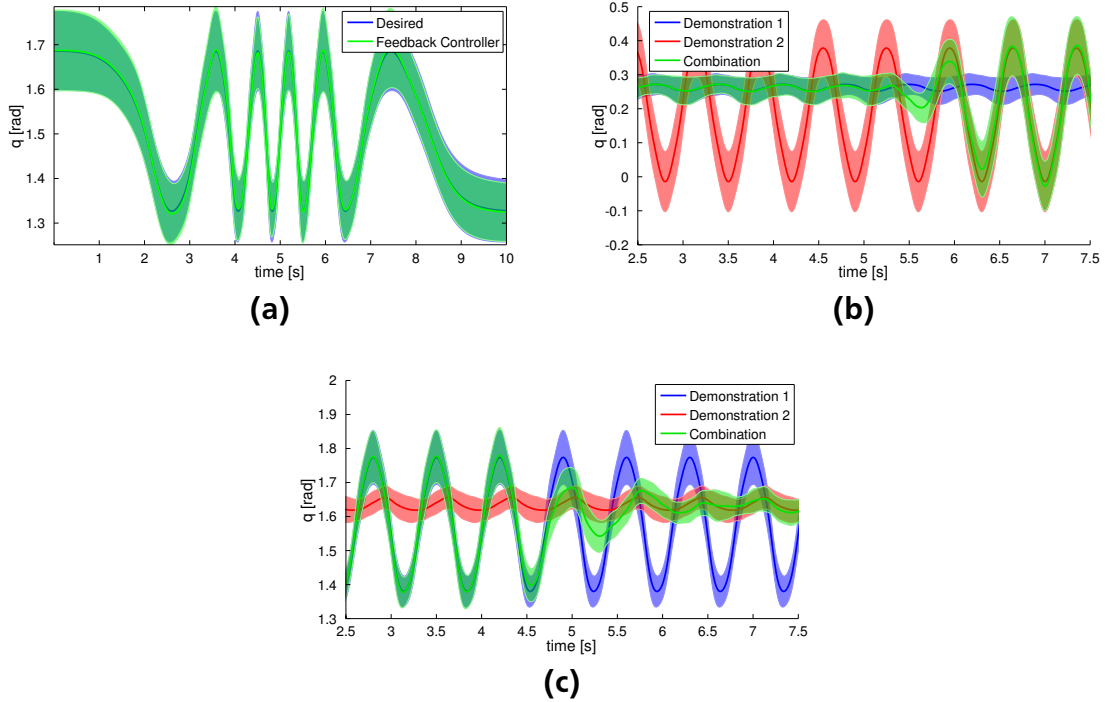 Desired
Feedback Controller
1.7
1.6
1.5
1.4
1.3
q [rad]
1 2 3 4 5 6 7 8 9 10
time [s]
(a)
Demonstration 1
Demonstration 2
Combination
0.5
0.4
0.3
0.2
0.1
0
-0.1
-0.2
q [rad]
2.5 3 3.5 4 4.5 5 5.5 6 6.5 7 7.5
time [s]
(b)
Demonstration 1
Demonstration 2
Combination
2
1.9
1.8
1.7
1.6
1.5
1.4
1.3
q [rad]
2.5 3 3.5 4 4.5 5 5.5 6 6.5 7 7.5
time [s]
(c)